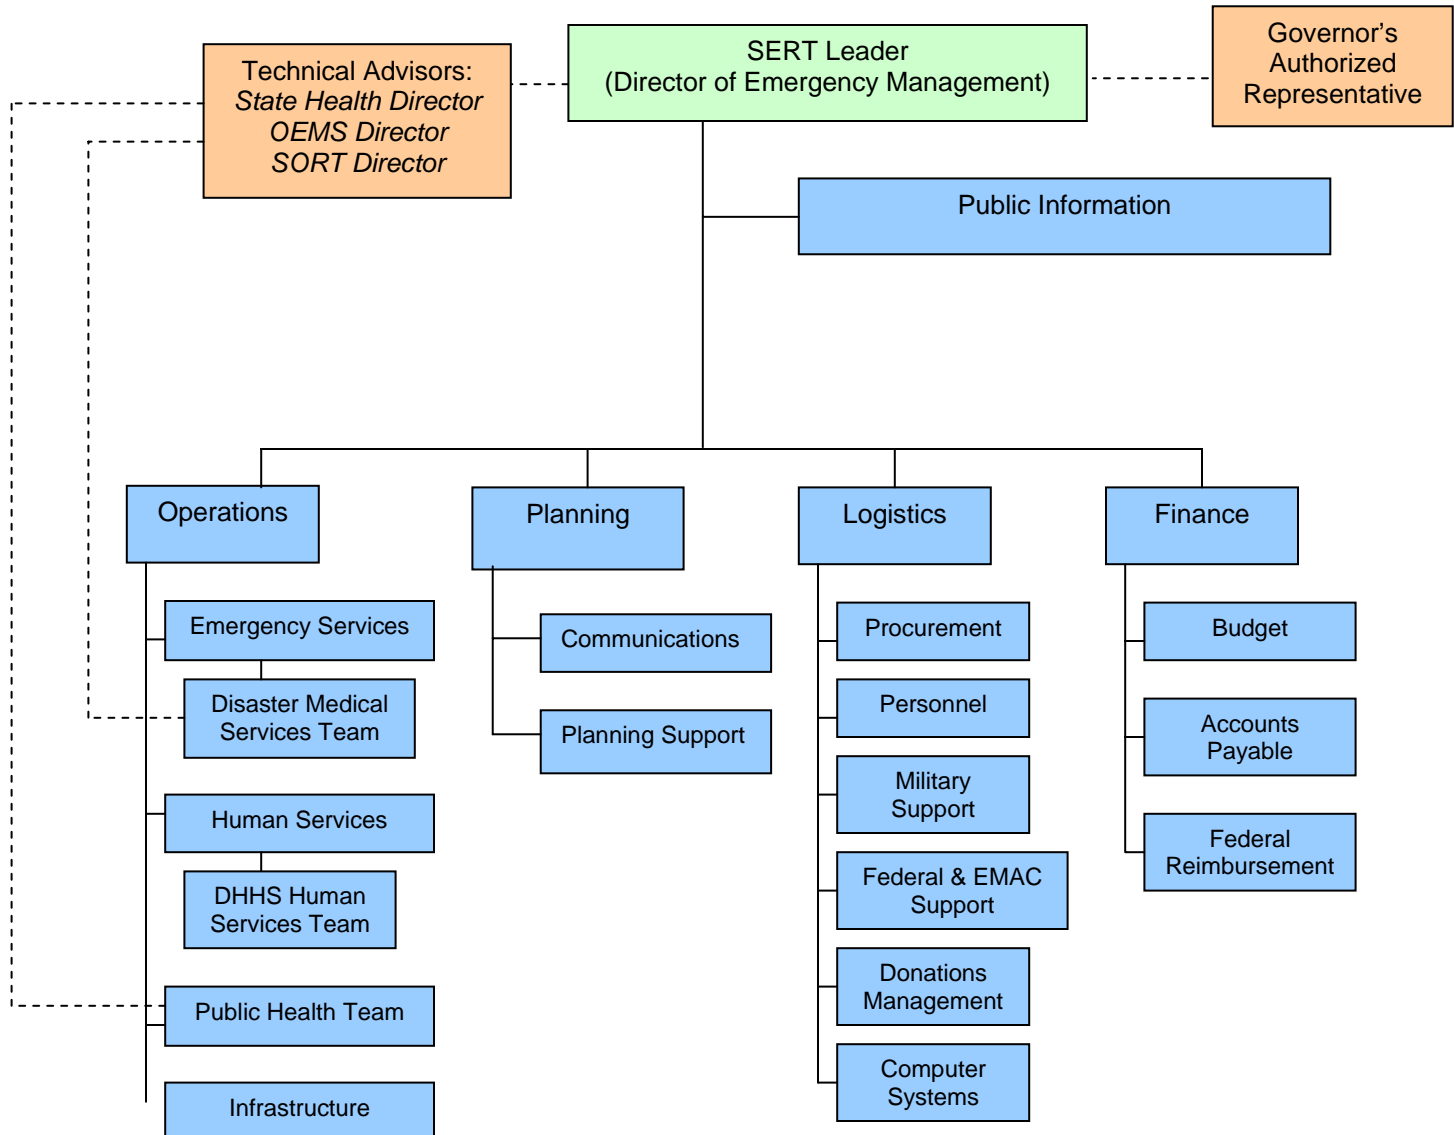 Technical Advisors:
State Health Director
OEMS Director
SORT Director
SERT Leader
(Director of Emergency Management)
Governor's
Authorized
Representative
Public Information
Operations
Emergency Services
Disaster Medical
Services Team
Human Services
DHHS Human
Services Team
Public Health Team
Infrastructure
Planning
Communications
Planning Support
Logistics
Procurement
Personnel
Military
Support
Federal & EMAC
Support
Donations
Management
Computer
Systems
Finance
Budget
Accounts
Payable
Federal
Reimbursement